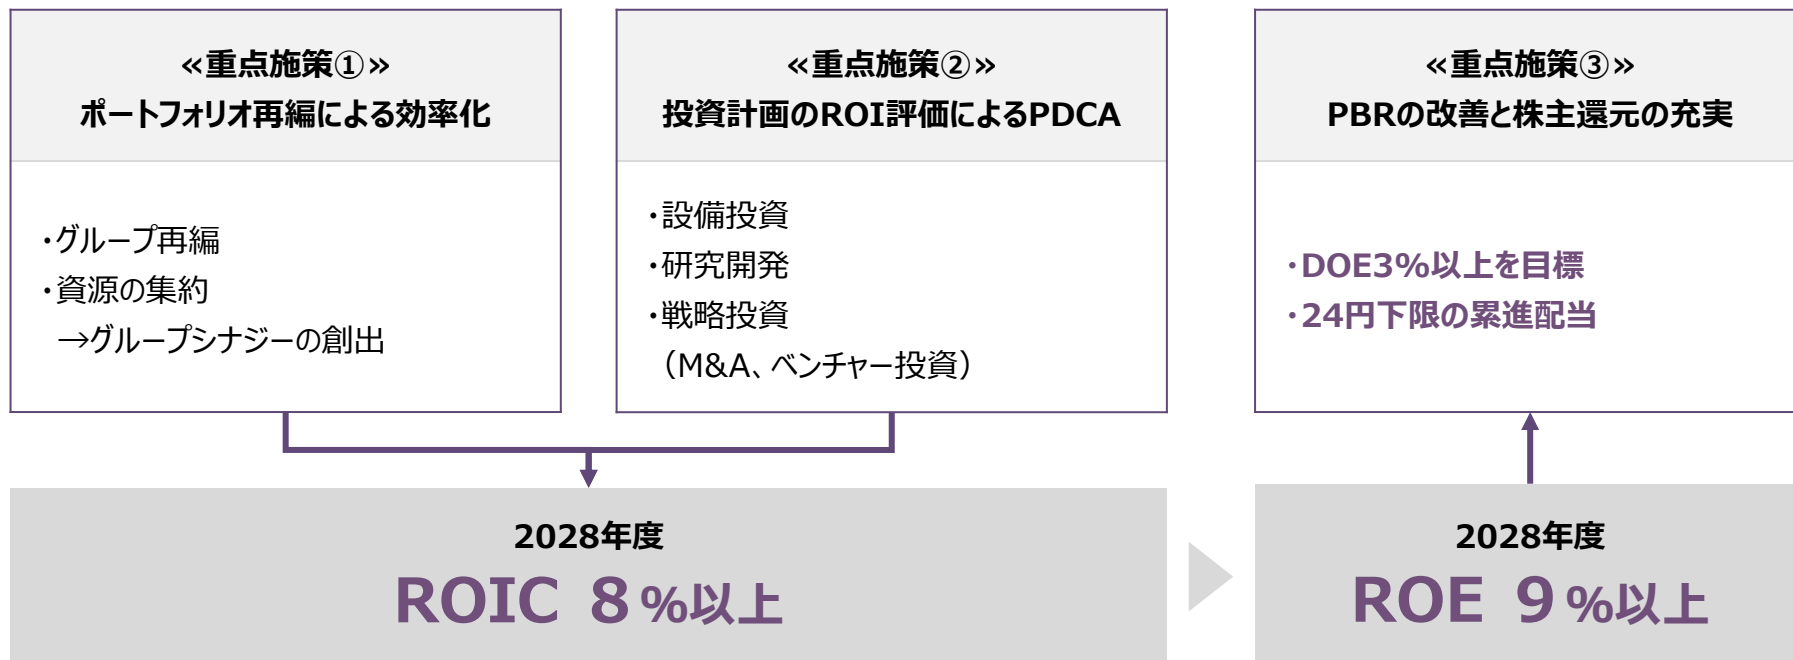 ≪重点施策①≫
ポートフォリオ再編による効率化
・グループ再編
・資源の集約
→グループシナジーの創出
≪重点施策②≫
投資計画のROI評価によるPDCA
・設備投資
・研究開発
・戦略投資
（M&A、ベンチャー投資）
≪重点施策③≫
PBRの改善と株主還元の充実
・DOE3%以上を目標
・24円下限の累進配当
2028年度
ROIC 8%以上
2028年度
ROE 9%以上